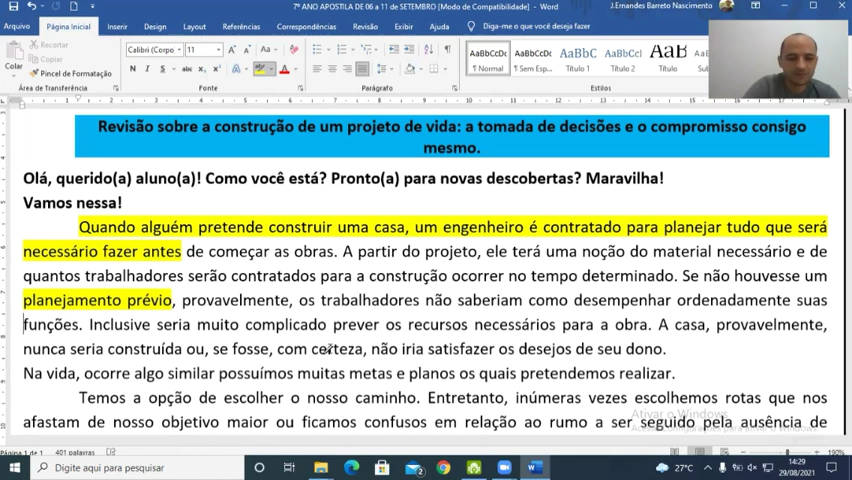 7º ANO APOSTILA DE 06 a 11 de SETEMBRO [Modo de Compatibilidade] - Word
J.Ernandes Barreto Nascimento
Arquivo Página Inicial Inserir Design Layout Referências Correspondências Revisão Exibir Ajuda Diga-me o que você deseja fazer
Recortar
Copiar
Pincel de Formatação
Colar
Calibri (Corpo) 11
N I S
AaBbCcDc AaBbCcDc AaBbC AaBbCcl AaB
¶ Normal ¶ Sem Esp... Título 1 Título 2 Título
Área de Transferência Fonte Parágrafo Estilos
Revisão sobre a construção de um projeto de vida: a tomada de decisões e o compromisso consigo
mesmo.
Olá, querido(a) aluno(a)! Como você está? Pronto(a) para novas descobertas? Maravilha!
Vamos nessa!
Quando alguém pretende construir uma casa, um engenheiro é contratado para planejar tudo que será
necessário fazer antes de começar as obras. A partir do projeto, ele terá uma noção do material necessário e de
quantos trabalhadores serão contratados para a construção ocorrer no tempo determinado. Se não houvesse um
planejamento prévio, provavelmente, os trabalhadores não saberiam como desempenhar ordenadamente suas
funções. Inclusive seria muito complicado prever os recursos necessários para a obra. A casa, provavelmente,
nunca seria construída ou, se fosse, com certeza, não iria satisfazer os desejos de seu dono.
Na vida, ocorre algo similar possuímos muitas metas e planos os quais pretendemos realizar.
Temos a opção de escolher o nosso caminho. Entretanto, inúmeras vezes escolhemos rotas que nos
afastam de nosso objetivo maior ou ficamos confusos em relação ao rumo a ser seguido pela ausência de
Ativar o Windows
Página 1 de 1 401 palavras 190%
Digite aqui para pesquisar
27°C
14:29
29/08/2021